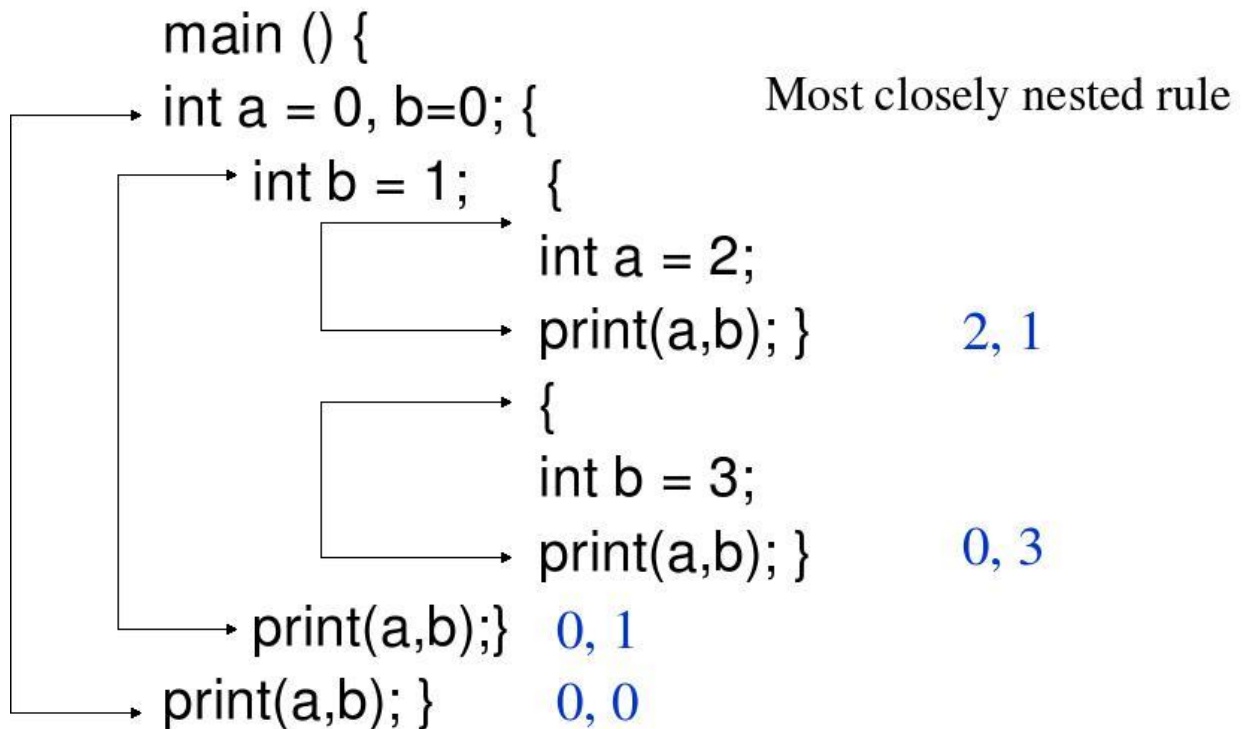 main () {
int a = 0, b=0; {
Most closely nested rule
int b = 1; {
int a = 2;
print(a,b); } 2, 1
{
int b = 3;
print(a,b); } 0, 3
print(a,b);} 0, 1
print(a,b); } 0, 0